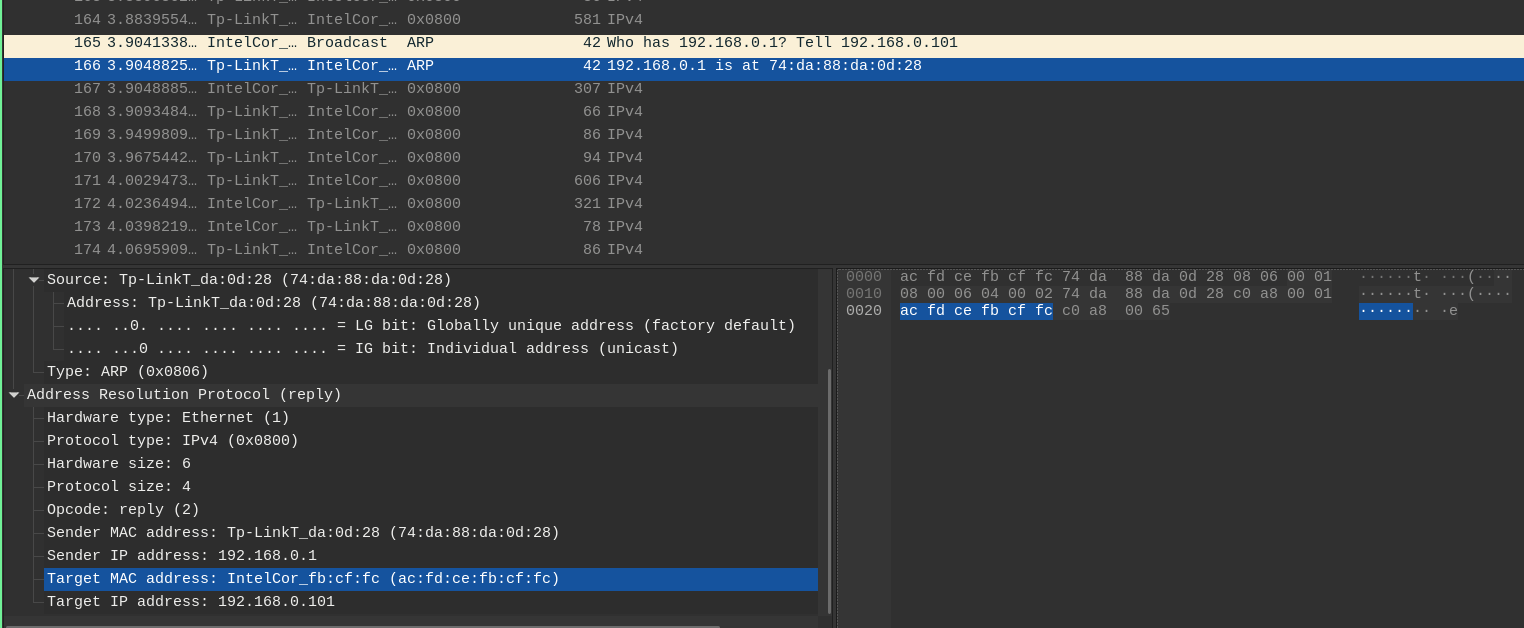 164 3.8839554… Tp-LinkT_… IntelCor_… 0x0800 581 IPv4
165 3.9041338… IntelCor_… Broadcast ARP 42 Who has 192.168.0.1? Tell 192.168.0.101
166 3.9048825… Tp-LinkT_… IntelCor_… ARP 42 192.168.0.1 is at 74:da:88:da:0d:28
167 3.9048885… IntelCor_… Tp-LinkT_… 0x0800 307 IPv4
168 3.9093484… Tp-LinkT_… IntelCor_… 0x0800 66 IPv4
169 3.9499809… Tp-LinkT_… IntelCor_… 0x0800 86 IPv4
170 3.9675442… Tp-LinkT_… IntelCor_… 0x0800 94 IPv4
171 4.0029473… Tp-LinkT_… IntelCor_… 0x0800 606 IPv4
172 4.0236494… IntelCor_… Tp-LinkT_… 0x0800 321 IPv4
173 4.0398219… IntelCor_… Tp-LinkT_… 0x0800 78 IPv4
174 4.0695909… Tp-LinkT_… IntelCor_… 0x0800 86 IPv4
Source: Tp-LinkT_da:0d:28 (74:da:88:da:0d:28)
Address: Tp-LinkT_da:0d:28 (74:da:88:da:0d:28)
.... ..0. .... .... .... .... = LG bit: Globally unique address (factory default)
.... ...0 .... .... .... .... = IG bit: Individual address (unicast)
Type: ARP (0x0806)
Address Resolution Protocol (reply)
Hardware type: Ethernet (1)
Protocol type: IPv4 (0x0800)
Hardware size: 6
Protocol size: 4
Opcode: reply (2)
Sender MAC address: Tp-LinkT_da:0d:28 (74:da:88:da:0d:28)
Sender IP address: 192.168.0.1
Target MAC address: IntelCor_fb:cf:fc (ac:fd:ce:fb:cf:fc)
Target IP address: 192.168.0.101
0000 ac fd ce fb cf fc 74 da 88 da 0d 28 08 06 00 01 ······t· ···(····
0010 08 00 06 04 00 02 74 da 88 da 0d 28 c0 a8 00 01 ······t· ···(····
0020 ac fd ce fb cf fc c0 a8 00 65 ········ ·e